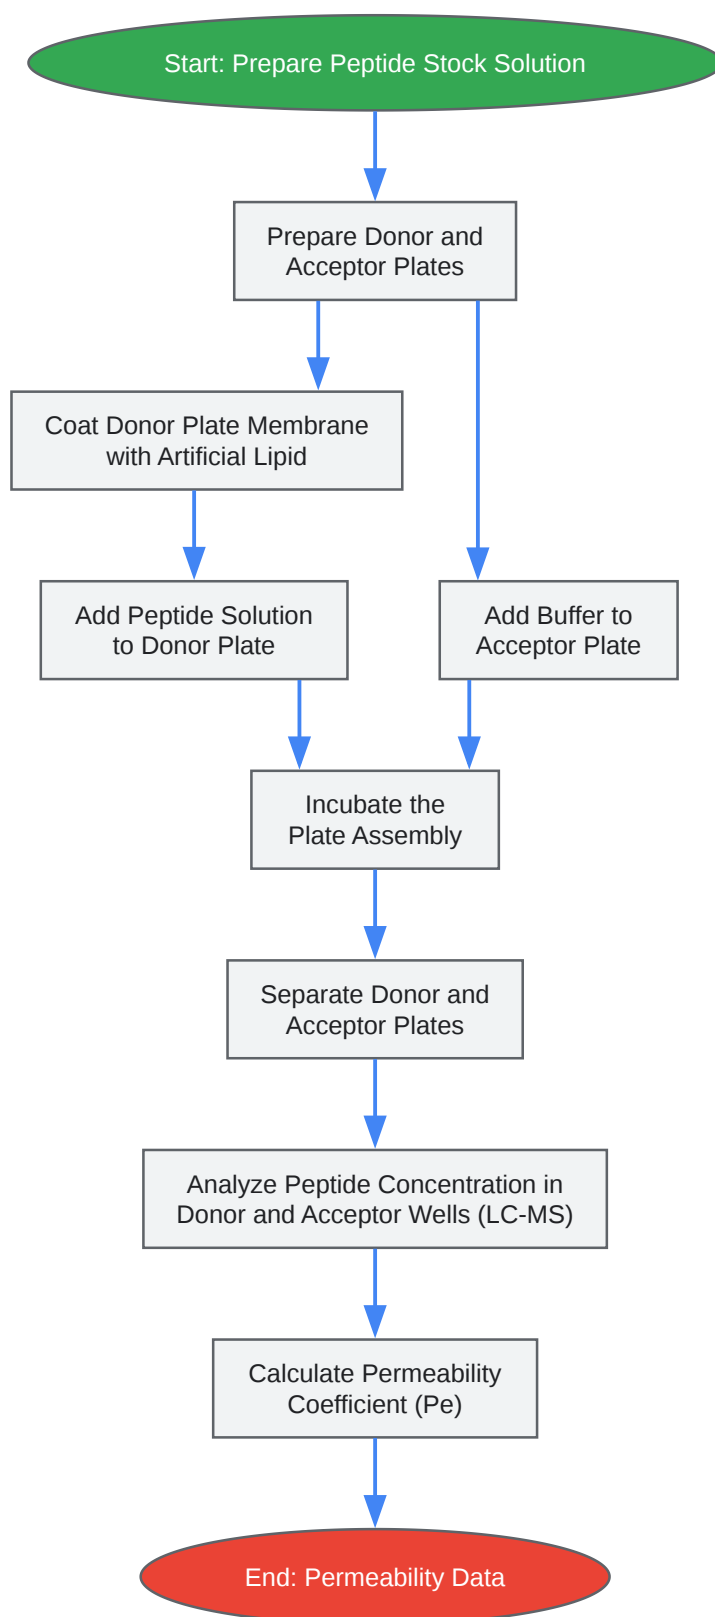 Start: Prepare Peptide Stock Solution
Prepare Donor and
Acceptor Plates
Coat Donor Plate Membrane
with Artificial Lipid
Add Peptide Solution
to Donor Plate
Add Buffer to
Acceptor Plate
Incubate the
Plate Assembly
Separate Donor and
Acceptor Plates
Analyze Peptide Concentration in
Donor and Acceptor Wells (LC-MS)
Calculate Permeability
Coefficient (Pe)
End: Permeability Data